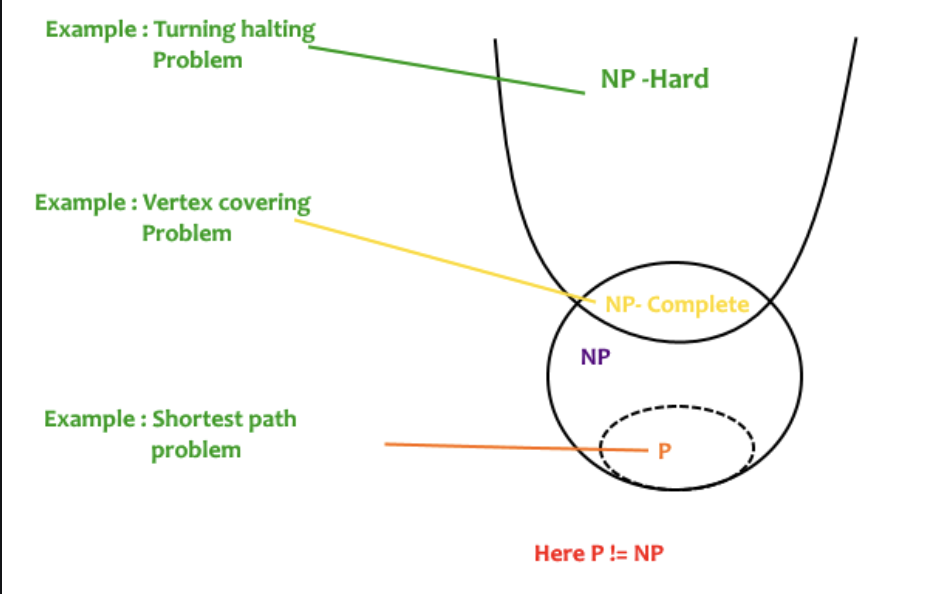 Example : Turning halting
Problem
NP -Hard
Example : Vertex covering
Problem
NP- Complete
NP
Example : Shortest path
problem
P
Here P != NP